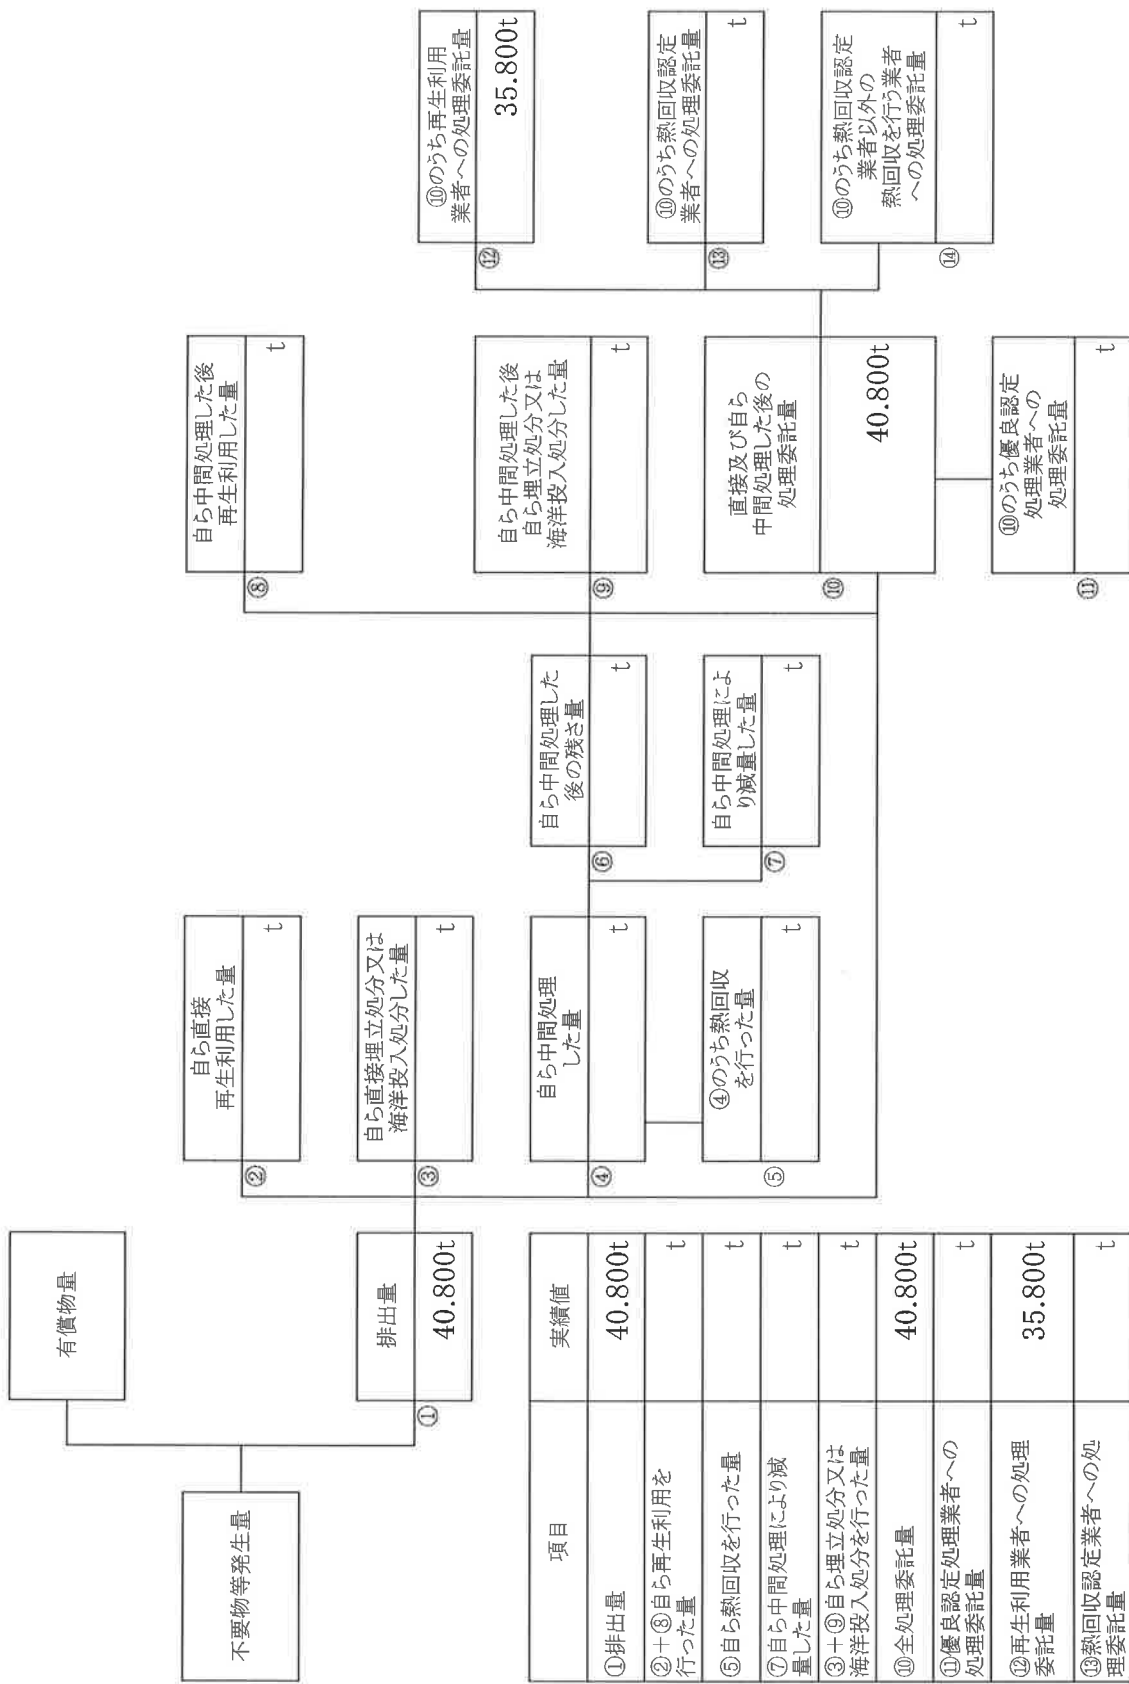 有償物量
不要物等発生量
排出量
①
40.800t
自ら直接
再生利用した量
②
t
自ら直接埋立処分又は
海洋投入処分した量
③
t
自ら中間処理
した量
④
t
④のうち熱回収
を行った量
⑤
t
自ら中間処理した
後の残さ量
⑥
t
自ら中間処理によ
り減量した量
⑦
t
自ら中間処理した後
再生利用した量
⑧
t
自ら中間処理した後
自ら埋立処分又は
海洋投入処分した量
⑨
t
直接及び自ら
中間処理した後の
処理委託量
⑩
40.800t
⑩のうち優良認定
処理業者への
処理委託量
⑪
t
⑩のうち再生利用
業者への処理委託量
⑫
35.800t
⑩のうち熱回収認定
業者への処理委託量
⑬
t
⑩のうち熱回収認定
業者以外の
熱回収を行う業者
への処理委託量
⑭
t
項目
実績値
①排出量
40.800t
②+⑧自ら再生利用を
行った量
t
⑤自ら熱回収を行った量
t
⑦自ら中間処理により減
量した量
t
③+⑨自ら埋立処分又は
海洋投入処分を行った量
t
⑩全処理委託量
40.800t
⑪優良認定処理業者への
処理委託量
t
⑫再生利用業者への処理
委託量
35.800t
⑬熱回収認定業者への処
理委託量
t